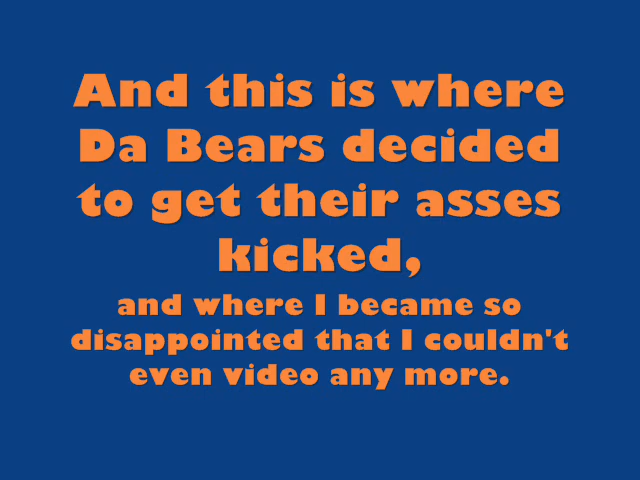 And this is where
Da Bears decided
to get their asses
kicked,
and where I became so
disappointed that I couldn't
even video any more.